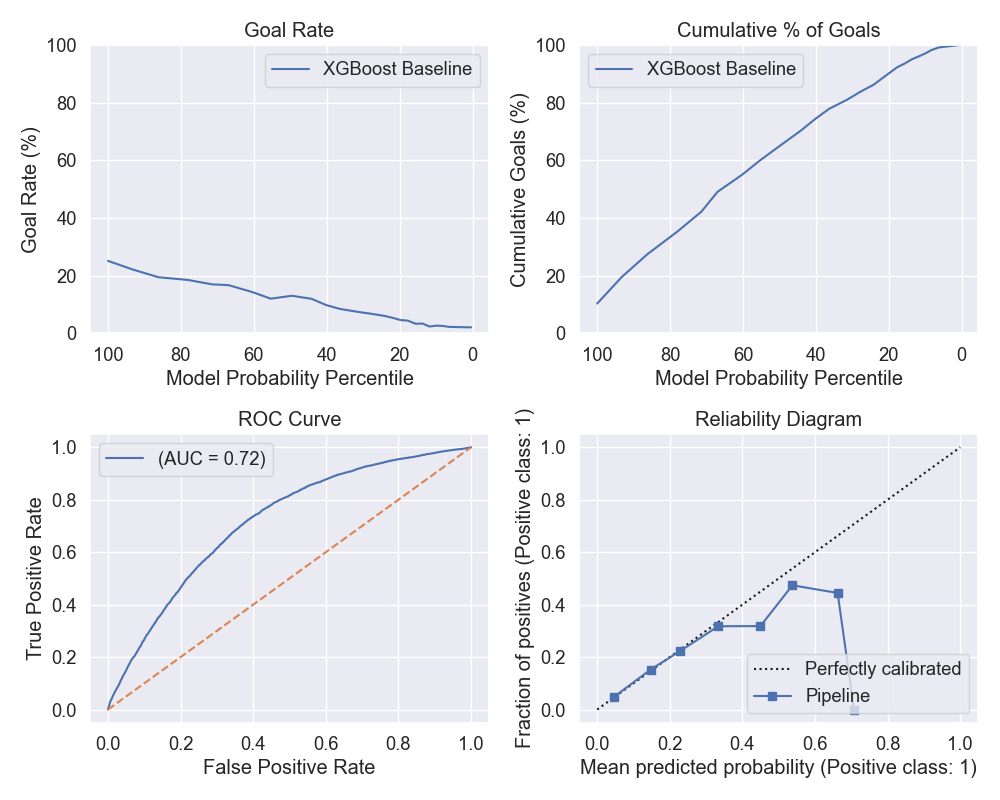 Goal Rate
Goal Rate (%)
100
80
60
40
20
0
XGBoost Baseline
100 80 60 40 20 0
Model Probability Percentile
Cumulative % of Goals
Cumulative Goals (%)
100
80
60
40
20
0
XGBoost Baseline
100 80 60 40 20 0
Model Probability Percentile
ROC Curve
True Positive Rate
1.0
0.8
0.6
0.4
0.2
0.0
(AUC = 0.72)
0.0 0.2 0.4 0.6 0.8 1.0
False Positive Rate
Reliability Diagram
Fraction of positives (Positive class: 1)
1.0
0.8
0.6
0.4
0.2
0.0
Perfectly calibrated
Pipeline
0.0 0.2 0.4 0.6 0.8 1.0
Mean predicted probability (Positive class: 1)